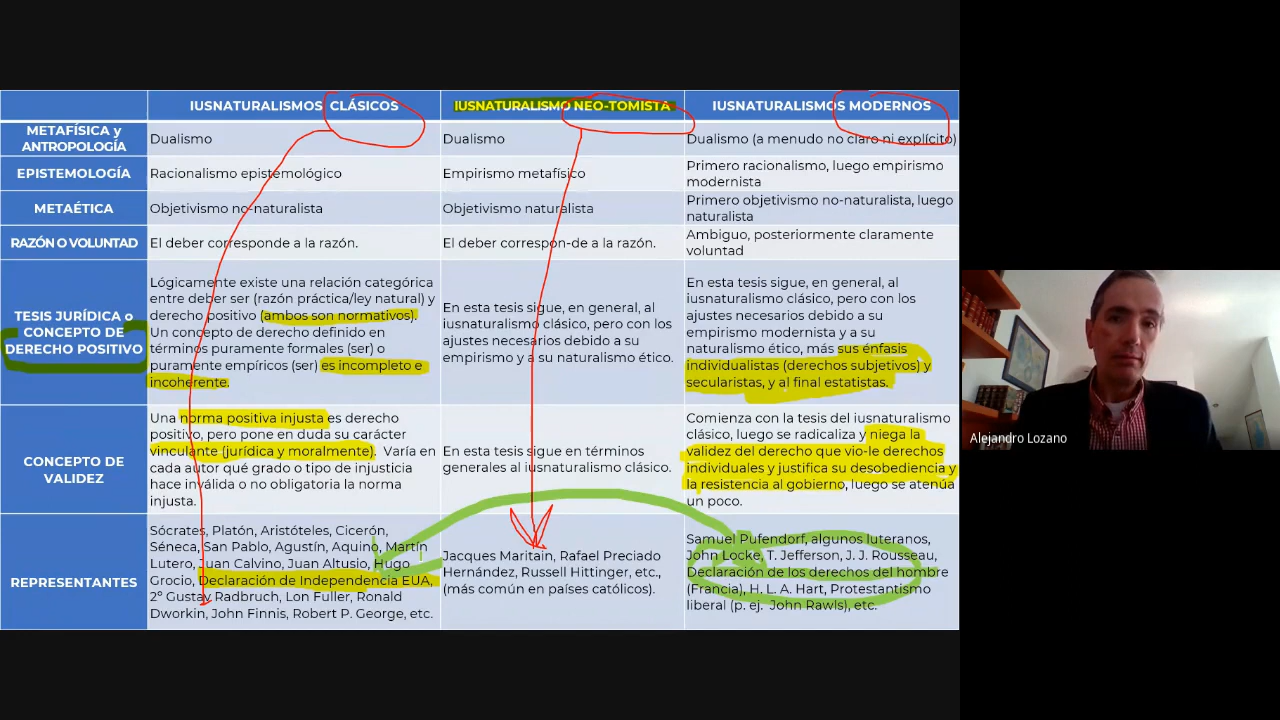 IUSNATURALISMOS CLÁSICOS
IUSNATURALISMO NEO-TOMISTA
IUSNATURALISMOS MODERNOS
METAFÍSICA y
ANTROPOLOGÍA
Dualismo
Dualismo
Dualismo (a menudo no claro ni explícito)
EPISTEMOLOGÍA
Racionalismo epistemológico
Empirismo metafísico
Primero racionalismo, luego empirismo
modernista
METAÉTICA
Objetivismo no-naturalista
Objetivismo naturalista
Primero objetivismo no-naturalista, luego
naturalista
RAZÓN O VOLUNTAD
El deber corresponde a la razón.
El deber correspon-de a la razón.
Ambiguo, posteriormente claramente
voluntad
TESIS JURÍDICA o
CONCEPTO DE
DERECHO POSITIVO
Lógicamente existe una relación categórica
entre deber ser (razón práctica/ley natural) y
derecho positivo (ambos son normativos).
Un concepto de derecho definido en
términos puramente formales (ser) o
puramente empíricos (ser) es incompleto e
incoherente.
En esta tesis sigue, en general, al
iusnaturalismo clásico, pero con los
ajustes necesarios debido a su
empirismo y a su naturalismo ético.
En esta tesis sigue, en general, al
iusnaturalismo clásico, pero con los
ajustes necesarios debido a su
empirismo modernista y a su
naturalismo ético, más sus énfasis
individualistas (derechos subjetivos) y
secularistas, y al final estatistas.
CONCEPTO DE
VALIDEZ
Una norma positiva injusta es derecho
positivo, pero pone en duda su carácter
vinculante (jurídica y moralmente). Varía en
cada autor qué grado o tipo de injusticia
hace inválida o no obligatoria la norma
injusta.
En esta tesis sigue en términos
generales al iusnaturalismo clásico.
Comienza con la tesis del iusnaturalismo
clásico, luego se radicaliza y niega la
validez del derecho que vio-le derechos
individuales y justifica su desobediencia y
la resistencia al gobierno, luego se atenúa
un poco.
REPRESENTANTES
Sócrates, Platón, Aristóteles, Cicerón,
Séneca, San Pablo, Agustín, Aquino, Martín
Lutero, Juan Calvino, Juan Altusio, Hugo
Grocio, Declaración de Independencia EUA,
2º Gustav Radbruch, Lon Fuller, Ronald
Dworkin, John Finnis, Robert P. George, etc.
Jacques Maritain, Rafael Preciado
Hernández, Russell Hittinger, etc.,
(más común en países católicos).
Samuel Pufendorf, algunos luteranos,
John Locke, T. Jefferson, J. J. Rousseau,
Declaración de los derechos del hombre
(Francia), H. L. A. Hart, Protestantismo
liberal (p. ej. John Rawls), etc.
Alejandro Lozano